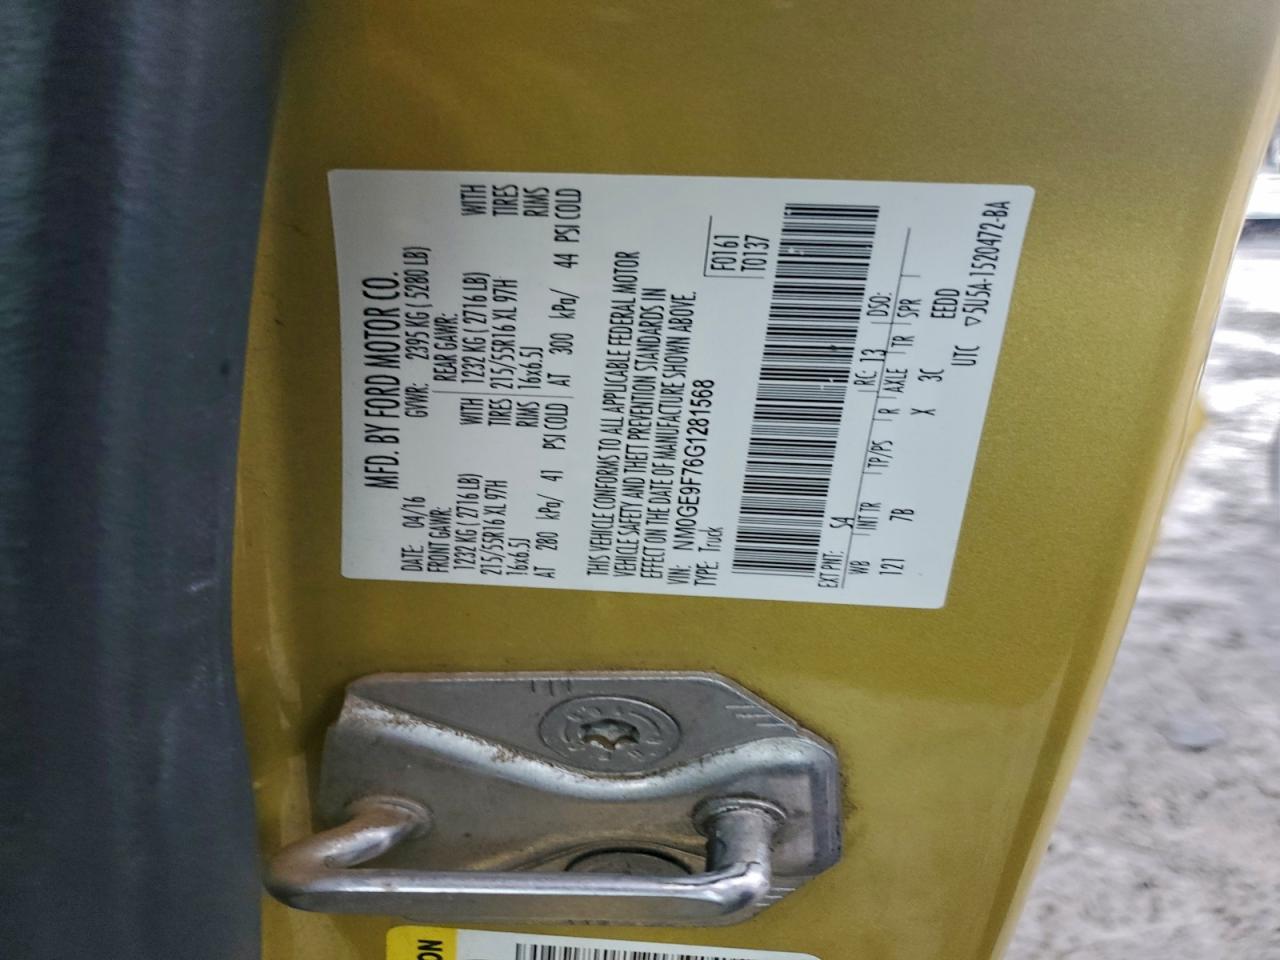 MFD. BY FORD MOTOR CO.
DATE: 04/16 GVWR: 2395 KG ( 5280 LB)
FRONT GAWR: REAR GAWR:
1232 KG ( 2716 LB) WITH 1232 KG ( 2716 LB) WITH
215/55R16 XL 97H TIRES 215/55R16 XL 97H TIRES
16x6.5J RIMS 16x6.5J RIMS
AT 280 kPa/ 41 PSI COLD AT 300 kPa/ 44 PSI COLD
THIS VEHICLE CONFORMS TO ALL APPLICABLE FEDERAL MOTOR
VEHICLE SAFETY AND THEFT PREVENTION STANDARDS IN
EFFECT ON THE DATE OF MANUFACTURE SHOWN ABOVE.
VIN: NM0GE9F76G1281568
TYPE: Truck
F0161
T0137
EXT PNT: S4 RC: 13 DSO:
WB INT TR TP/PS R AXLE TR SPR
121 7B X 3C EEDD
UTC ▽5U5A-1520472-BA
ON